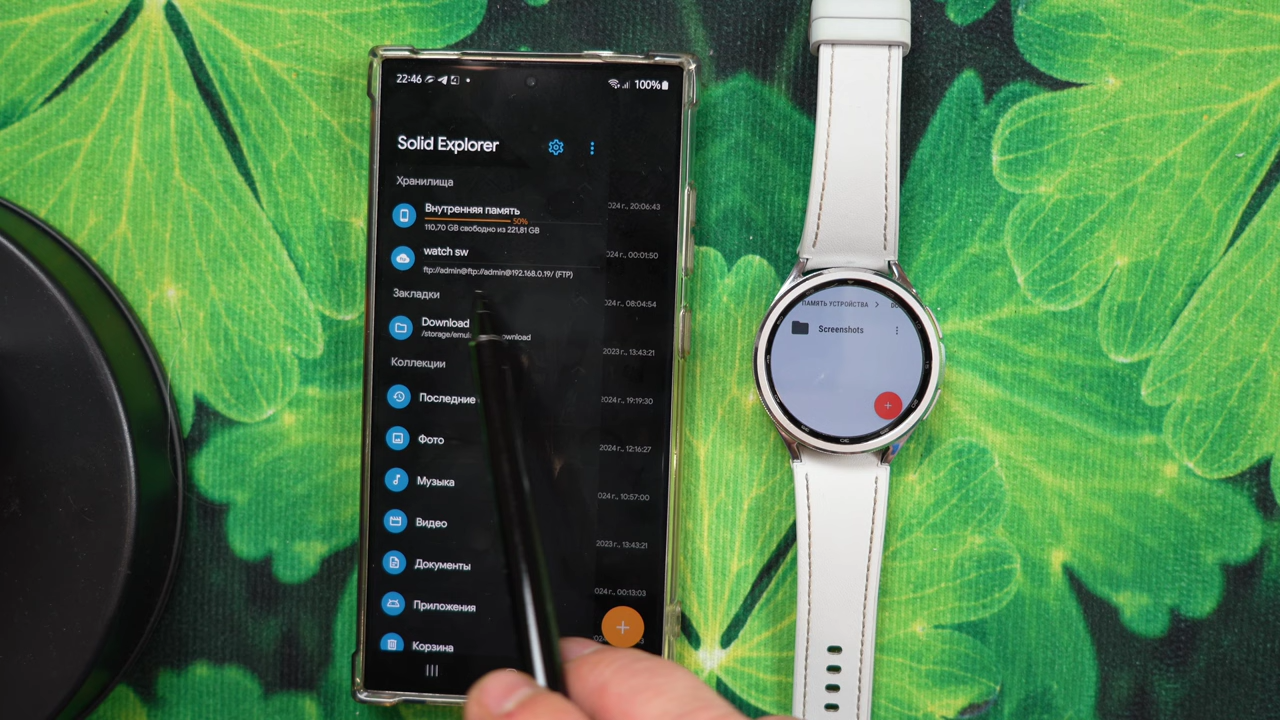 22:46
100%
Solid Explorer
Хранилища
Внутренняя память
50%
110,70 GB свободно из 221,81 GB
watch sw
ftp://admin@ftp://admin@192.168.0.19/ (FTP)
Закладки
Download
/storage/emul ownload
Коллекции
Последние
Фото
Музыка
Видео
Документы
Приложения
Корзина
024 г., 20:06:43
024 г., 00:01:50
024 г., 08:04:54
2023 г., 13:43:21
2024 г., 19:19:30
2024 г., 12:16:27
024 г., 10:57:00
2023 г., 13:43:21
024 г., 00:13:03
ПАМЯТЬ УСТРОЙСТВА
Screenshots